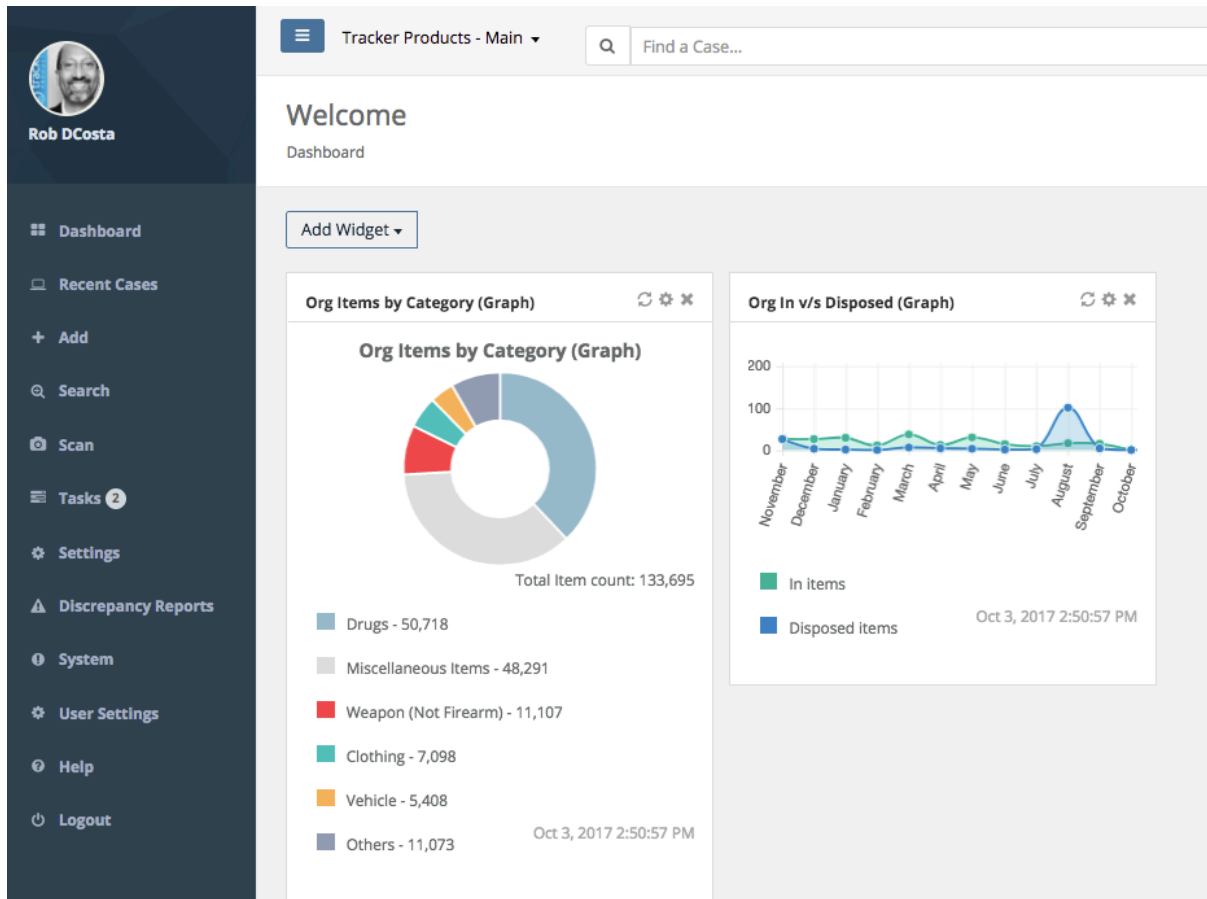 Rob DCosta
Dashboard
Recent Cases
Add
Search
Scan
Tasks 2
Settings
Discrepancy Reports
System
User Settings
Help
Logout
Tracker Products - Main
Find a Case...
Welcome
Dashboard
Add Widget
Org Items by Category (Graph)
Org Items by Category (Graph)
Total Item count: 133,695
Drugs - 50,718
Miscellaneous Items - 48,291
Weapon (Not Firearm) - 11,107
Clothing - 7,098
Vehicle - 5,408
Others - 11,073
Oct 3, 2017 2:50:57 PM
Org In v/s Disposed (Graph)
200
100
0
November
December
January
February
March
April
May
June
July
August
September
October
In items
Disposed items
Oct 3, 2017 2:50:57 PM